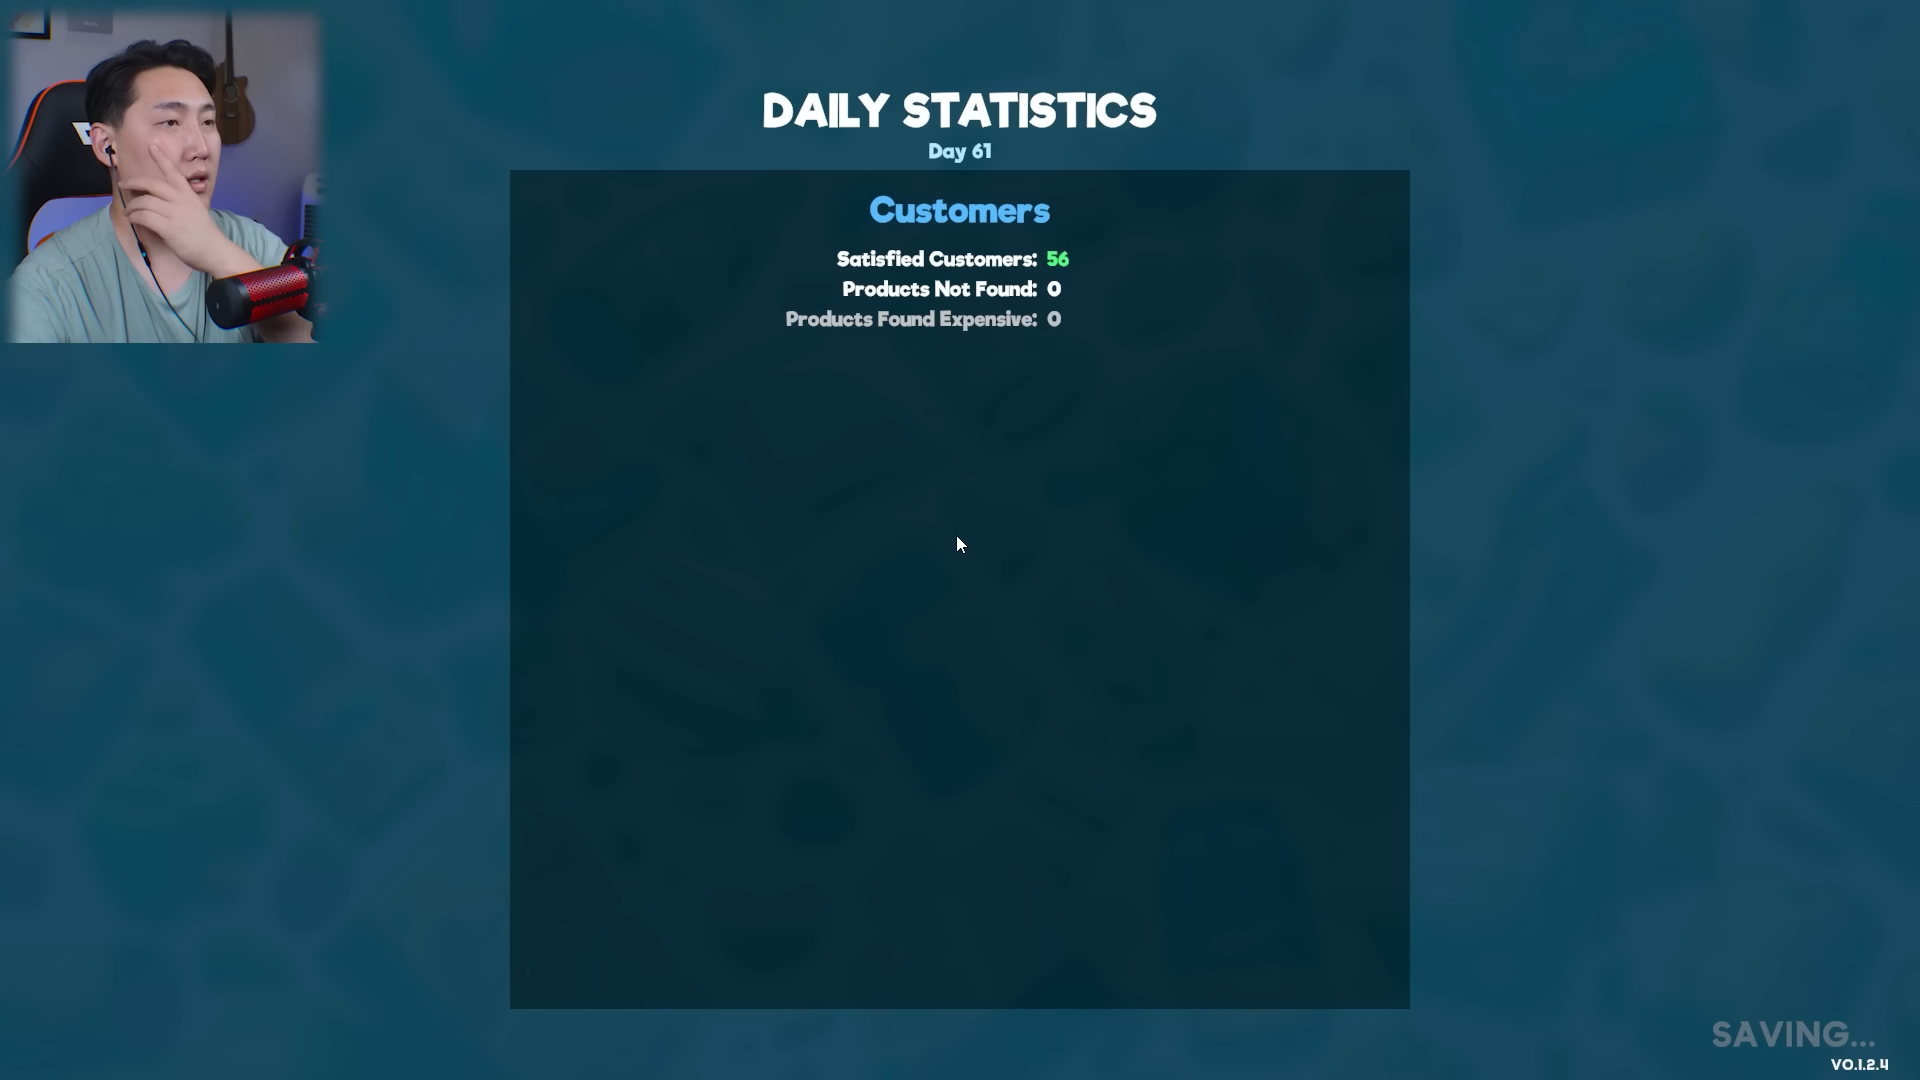 DAILY STATISTICS
Day 61
Customers
Satisfied Customers: 56
Products Not Found: 0
Products Found Expensive: 0
SAVING...
V0.1.2.4